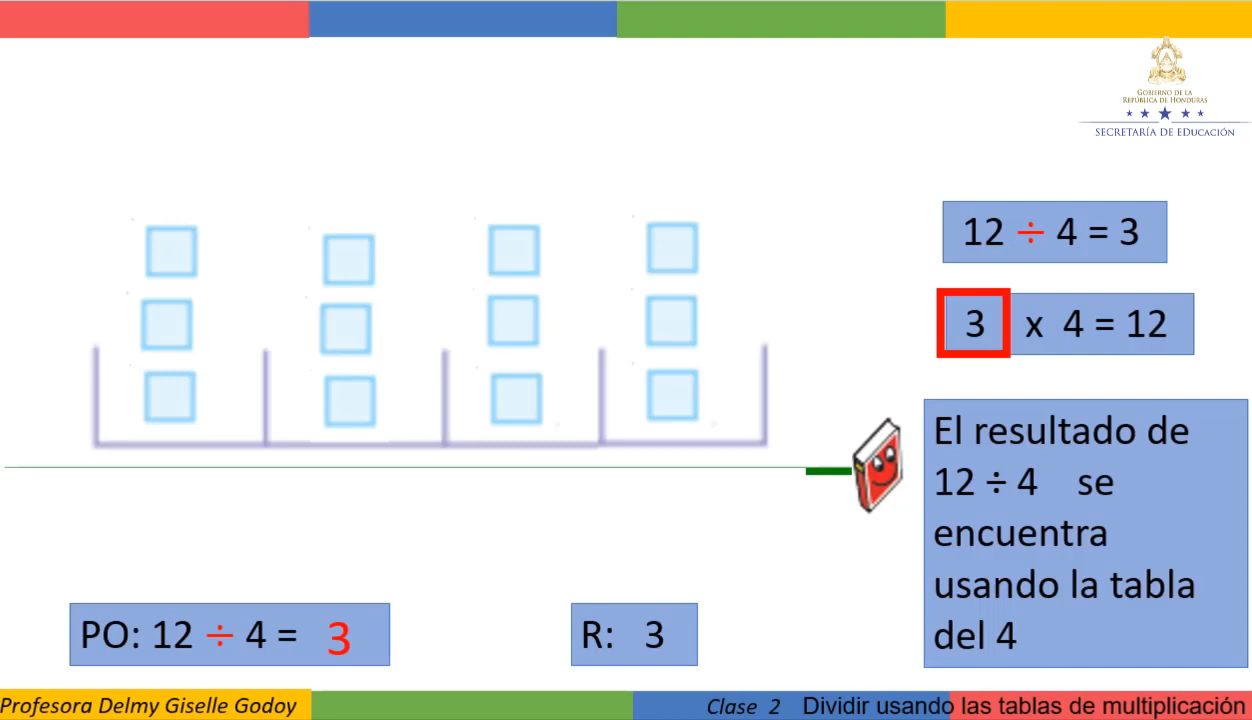 GOBIERNO DE LA
REPÚBLICA DE HONDURAS
SECRETARÍA DE EDUCACIÓN
12 ÷ 4 = 3
3 x 4 = 12
El resultado de
12 ÷ 4 se
encuentra
usando la tabla
del 4
PO: 12 ÷ 4 = 3
R: 3
Profesora Delmy Giselle Godoy
Clase 2 Dividir usando las tablas de multiplicación